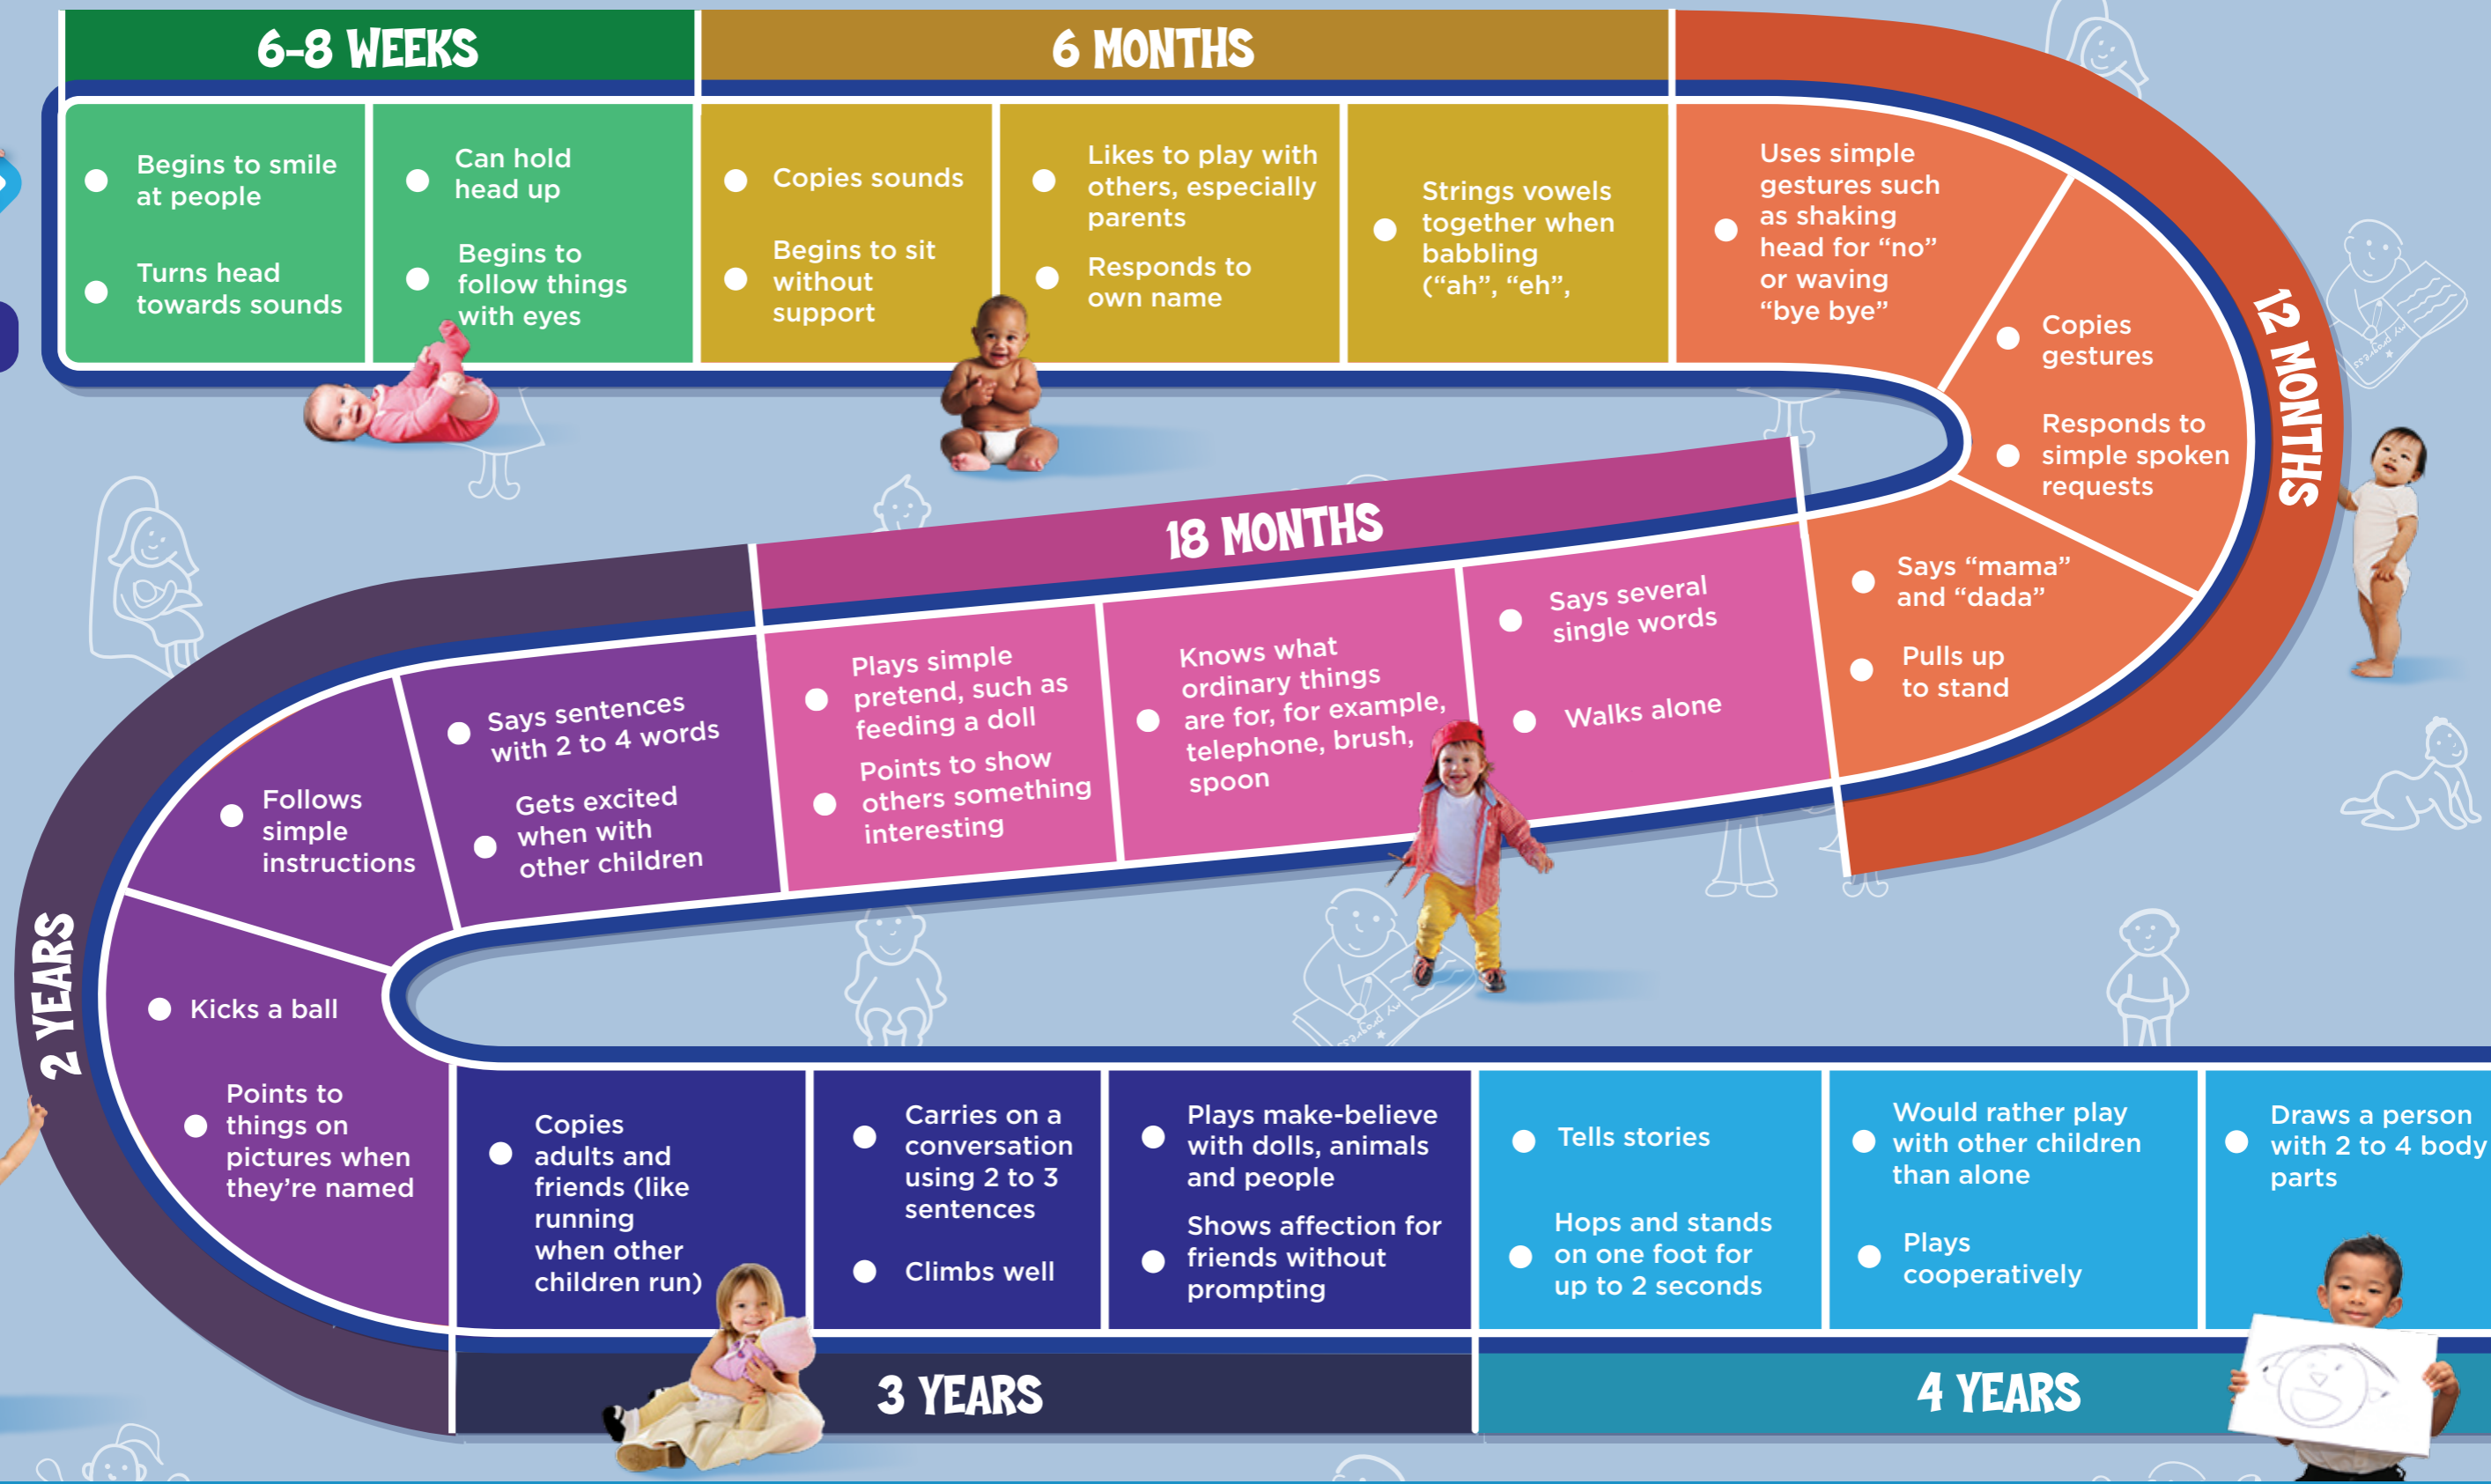 6-8 WEEKS
Begins to smile
at people
Turns head
towards sounds
Can hold
head up
Begins to
follow things
with eyes
6 MONTHS
Copies sounds
Begins to sit
without
support
Likes to play with
others, especially
parents
Responds to
own name
Strings vowels
together when
babbling
(“ah”, “eh”,
12 MONTHS
Uses simple
gestures such
as shaking
head for “no”
or waving
“bye bye”
Copies
gestures
Responds to
simple spoken
requests
Says “mama”
and “dada”
Pulls up
to stand
18 MONTHS
Says several
single words
Walks alone
Knows what
ordinary things
are for, for example,
telephone, brush,
spoon
Plays simple
pretend, such as
feeding a doll
Points to show
others something
interesting
2 YEARS
Says sentences
with 2 to 4 words
Gets excited
when with
other children
Follows
simple
instructions
Kicks a ball
Points to
things on
pictures when
they’re named
3 YEARS
Copies
adults and
friends (like
running
when other
children run)
Carries on a
conversation
using 2 to 3
sentences
Climbs well
Plays make-believe
with dolls, animals
and people
Shows affection for
friends without
prompting
4 YEARS
Tells stories
Hops and stands
on one foot for
up to 2 seconds
Would rather play
with other children
than alone
Plays
cooperatively
Draws a person
with 2 to 4 body
parts
my progress
my progress